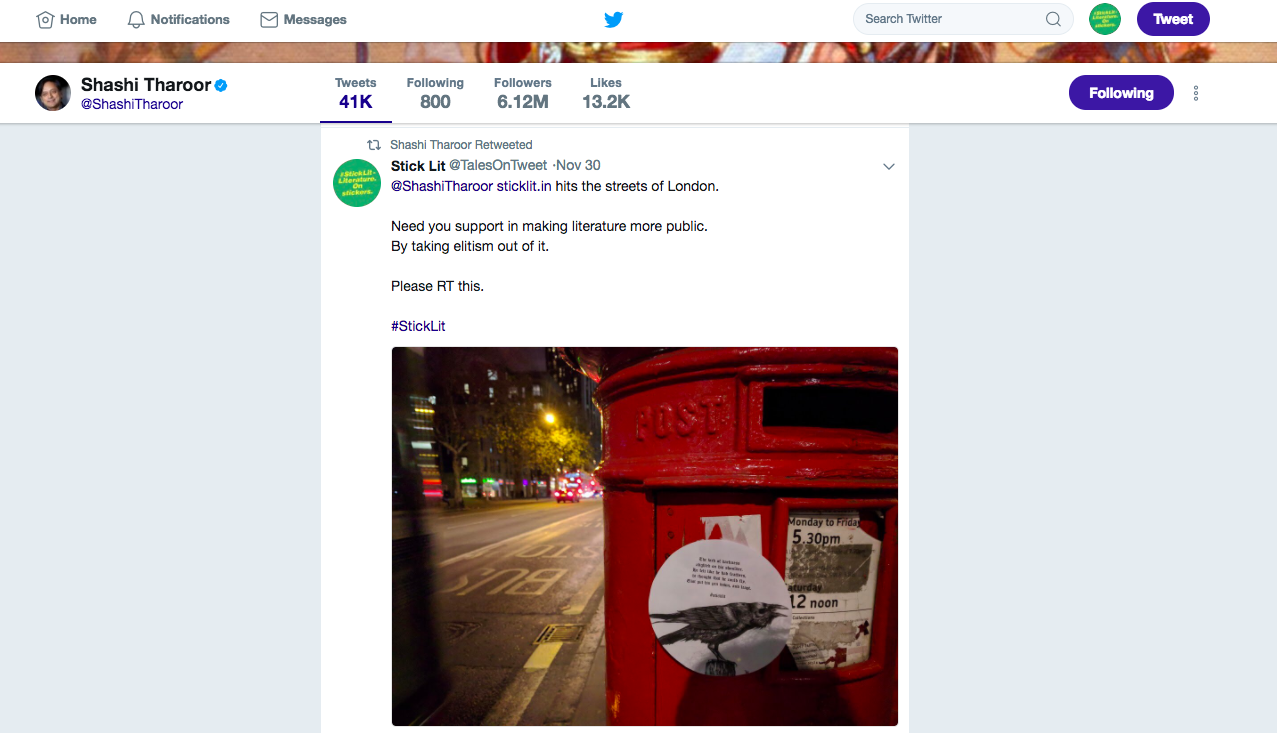 Home Notifications Messages Search Twitter Tweet
Shashi Tharoor
@ShashiTharoor
Tweets Following Followers Likes
41K 800 6.12M 13.2K
Following
Shashi Tharoor Retweeted
Stick Lit @TalesOnTweet ·Nov 30
#StickLit-
Literature.
On
stickers.
@ShashiTharoor sticklit.in hits the streets of London.
Need you support in making literature more public.
By taking elitism out of it.
Please RT this.
#StickLit
POST
Monday to Friday
5.30pm
Saturday
12 noon
BUS